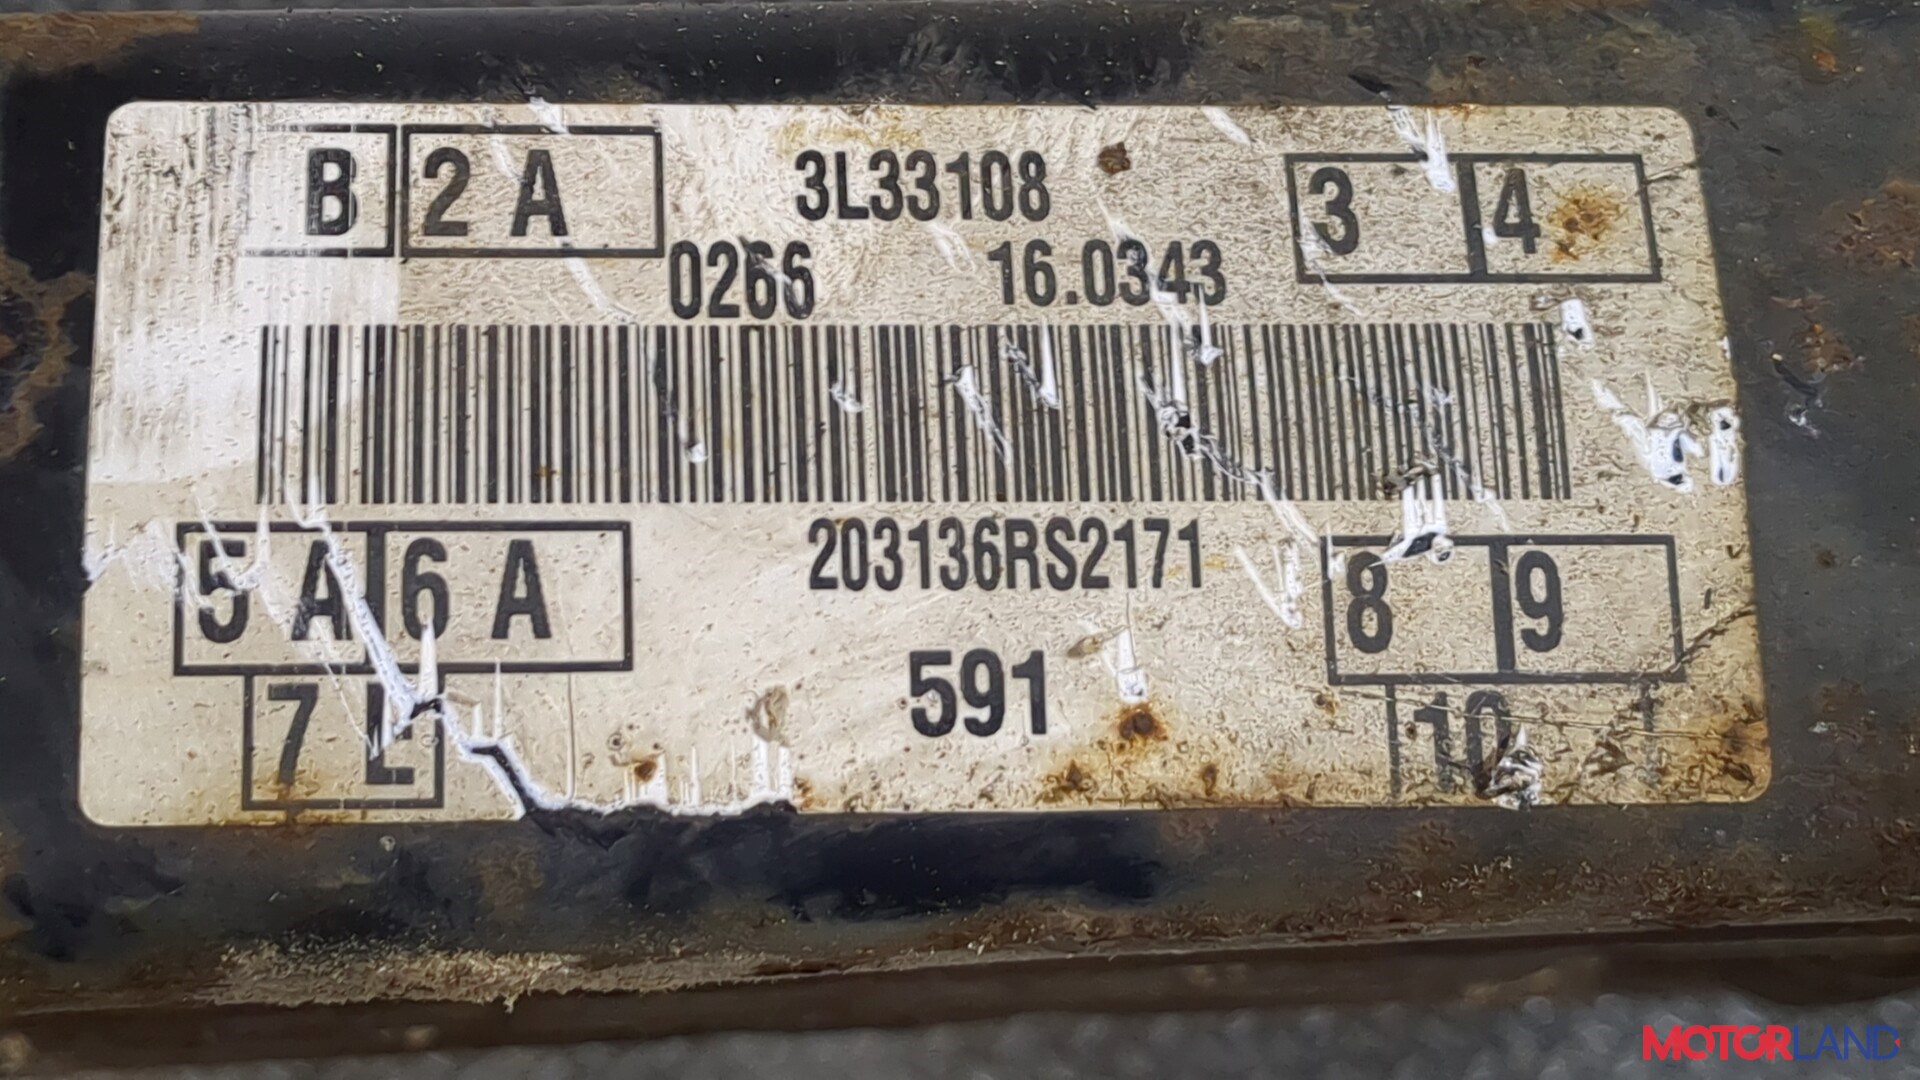 B 2 A 3L33108 3 4
0266 16.0343
203136RS2171
5 A 6 A 8 9
7 L 591 10
MOTORLAND